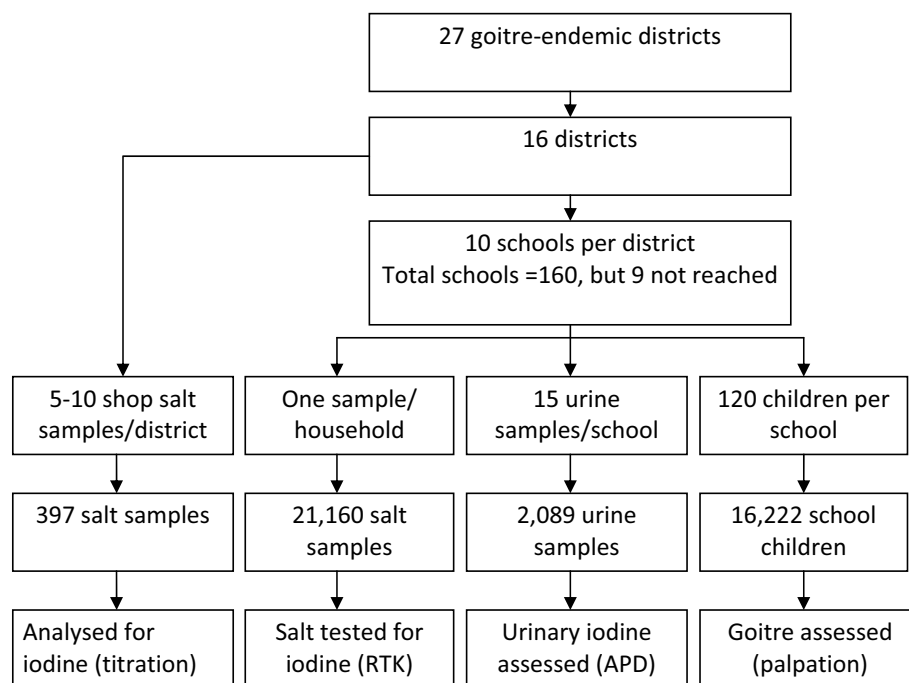 27 goitre-endemic districts
16 districts
10 schools per district
Total schools =160, but 9 not reached
5-10 shop salt
samples/district
One sample/
household
15 urine
samples/school
120 children per
school
397 salt samples
21,160 salt
samples
2,089 urine
samples
16,222 school
children
Analysed for
iodine (titration)
Salt tested for
iodine (RTK)
Urinary iodine
assessed (APD)
Goitre assessed
(palpation)